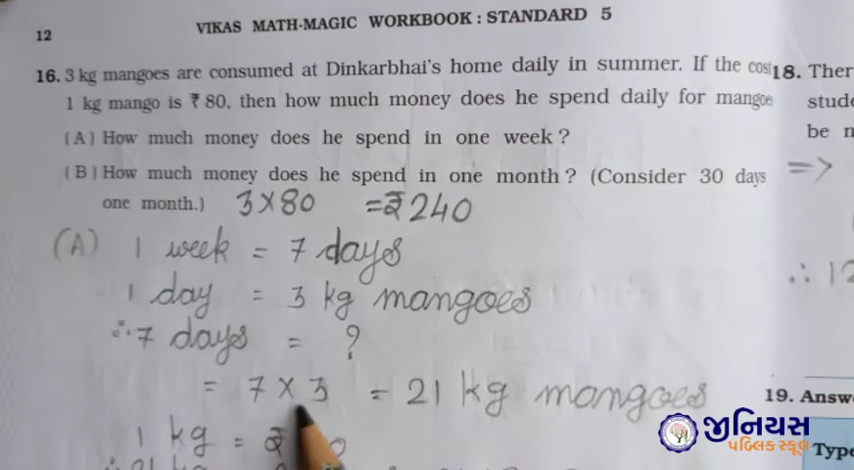 12
VIKAS MATH-MAGIC WORKBOOK : STANDARD 5
16. 3 kg mangoes are consumed at Dinkarbhai's home daily in summer. If the cost
1 kg mango is ₹ 80, then how much money does he spend daily for mangoe
(A) How much money does he spend in one week ?
(B) How much money does he spend in one month ? (Consider 30 days
one month.) 3 × 80 = ₹ 240
(A) 1 week = 7 days
1 day = 3 kg mangoes
∴ 7 days = ?
= 7 × 3 = 21 kg mangoes
1 kg = ₹
18. Ther
stude
be n
=>
∴ 12
19. Answ
Type
જીનિયસ
પબ્લિક સ્કૂલ